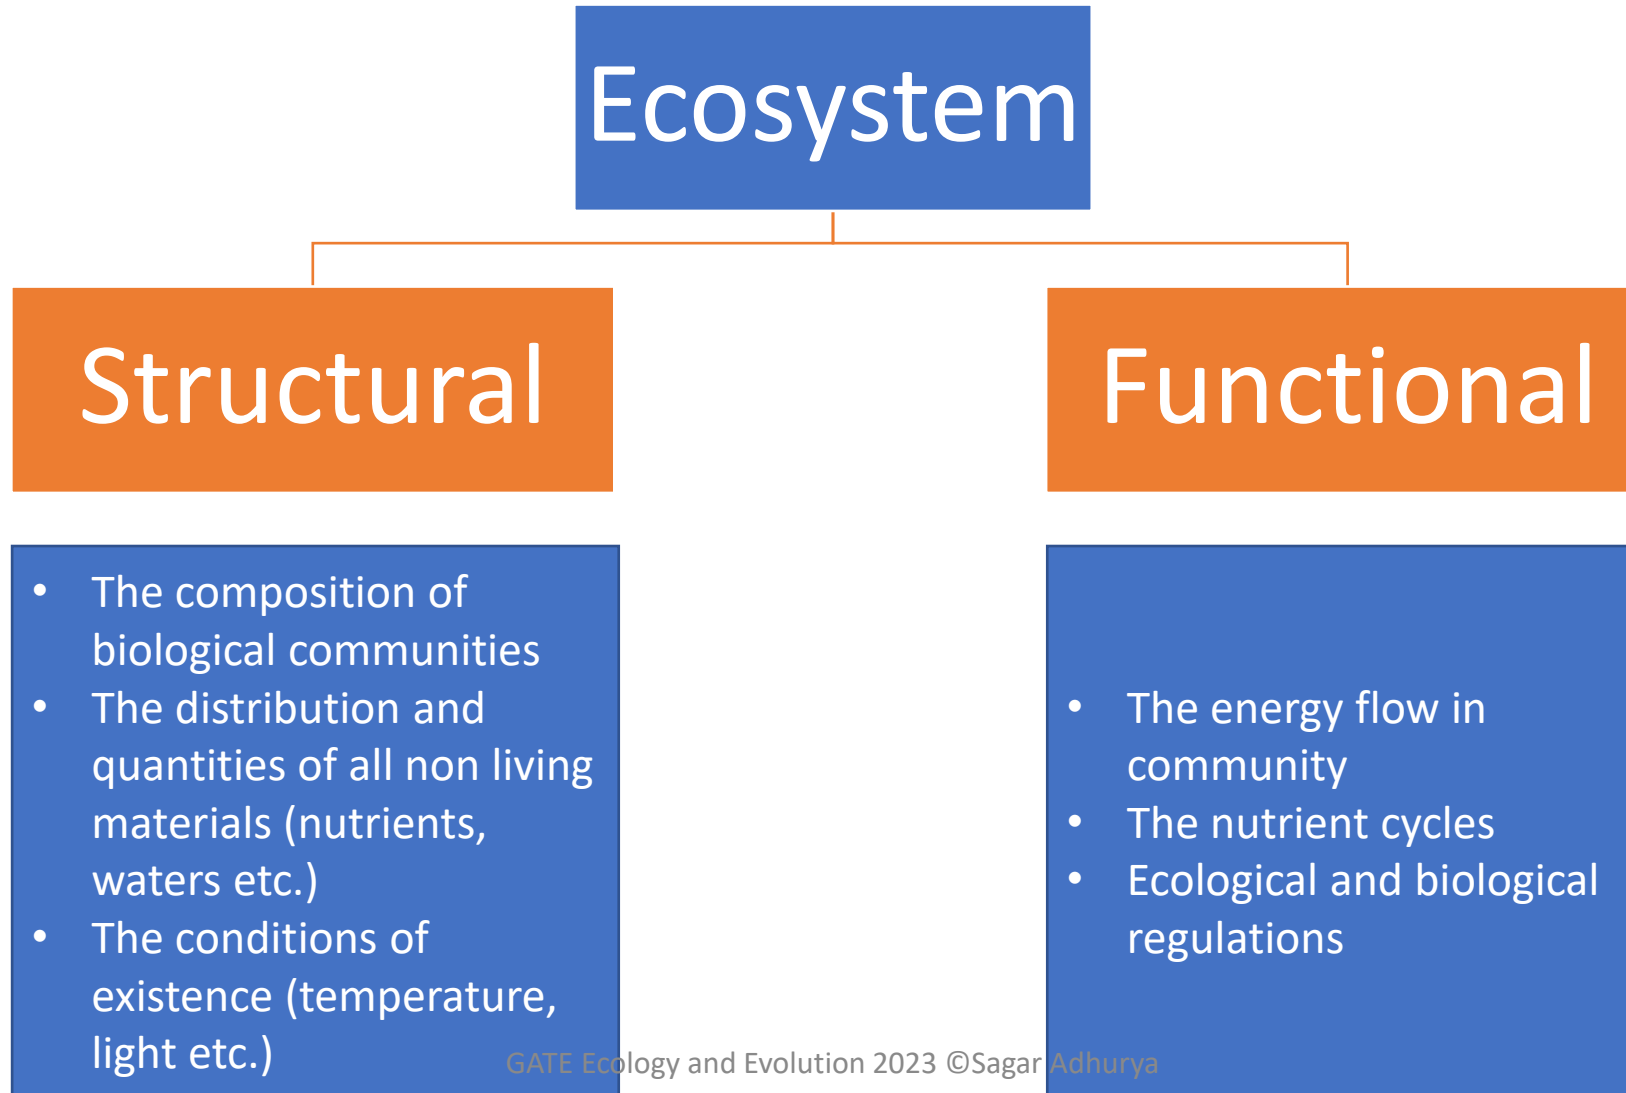 Ecosystem
Structural
Functional
• The composition of
biological communities
• The distribution and
quantities of all non living
materials (nutrients,
waters etc.)
• The conditions of
existence (temperature,
light etc.)
• The energy flow in
community
• The nutrient cycles
• Ecological and biological
regulations
GATE Ecology and Evolution 2023 ©Sagar Adhurya